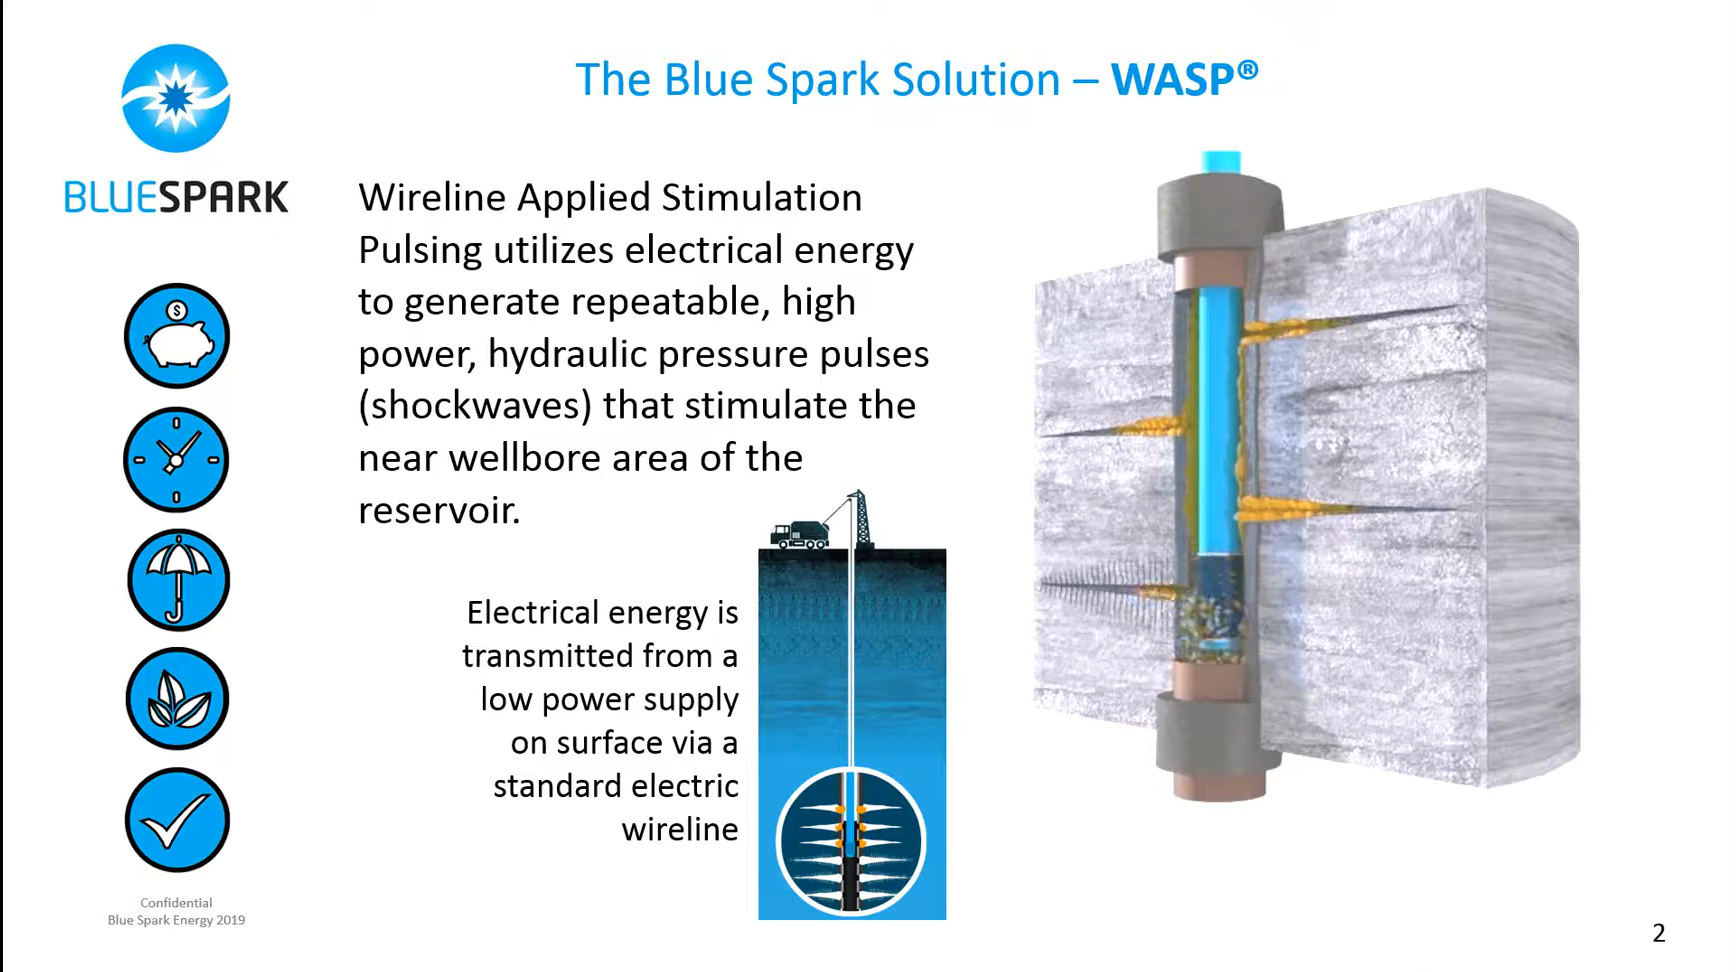 The Blue Spark Solution – WASP®
BLUESPARK
Wireline Applied Stimulation
Pulsing utilizes electrical energy
to generate repeatable, high
power, hydraulic pressure pulses
(shockwaves) that stimulate the
near wellbore area of the
reservoir.
Electrical energy is
transmitted from a
low power supply
on surface via a
standard electric
wireline
$
Confidential
Blue Spark Energy 2019
2